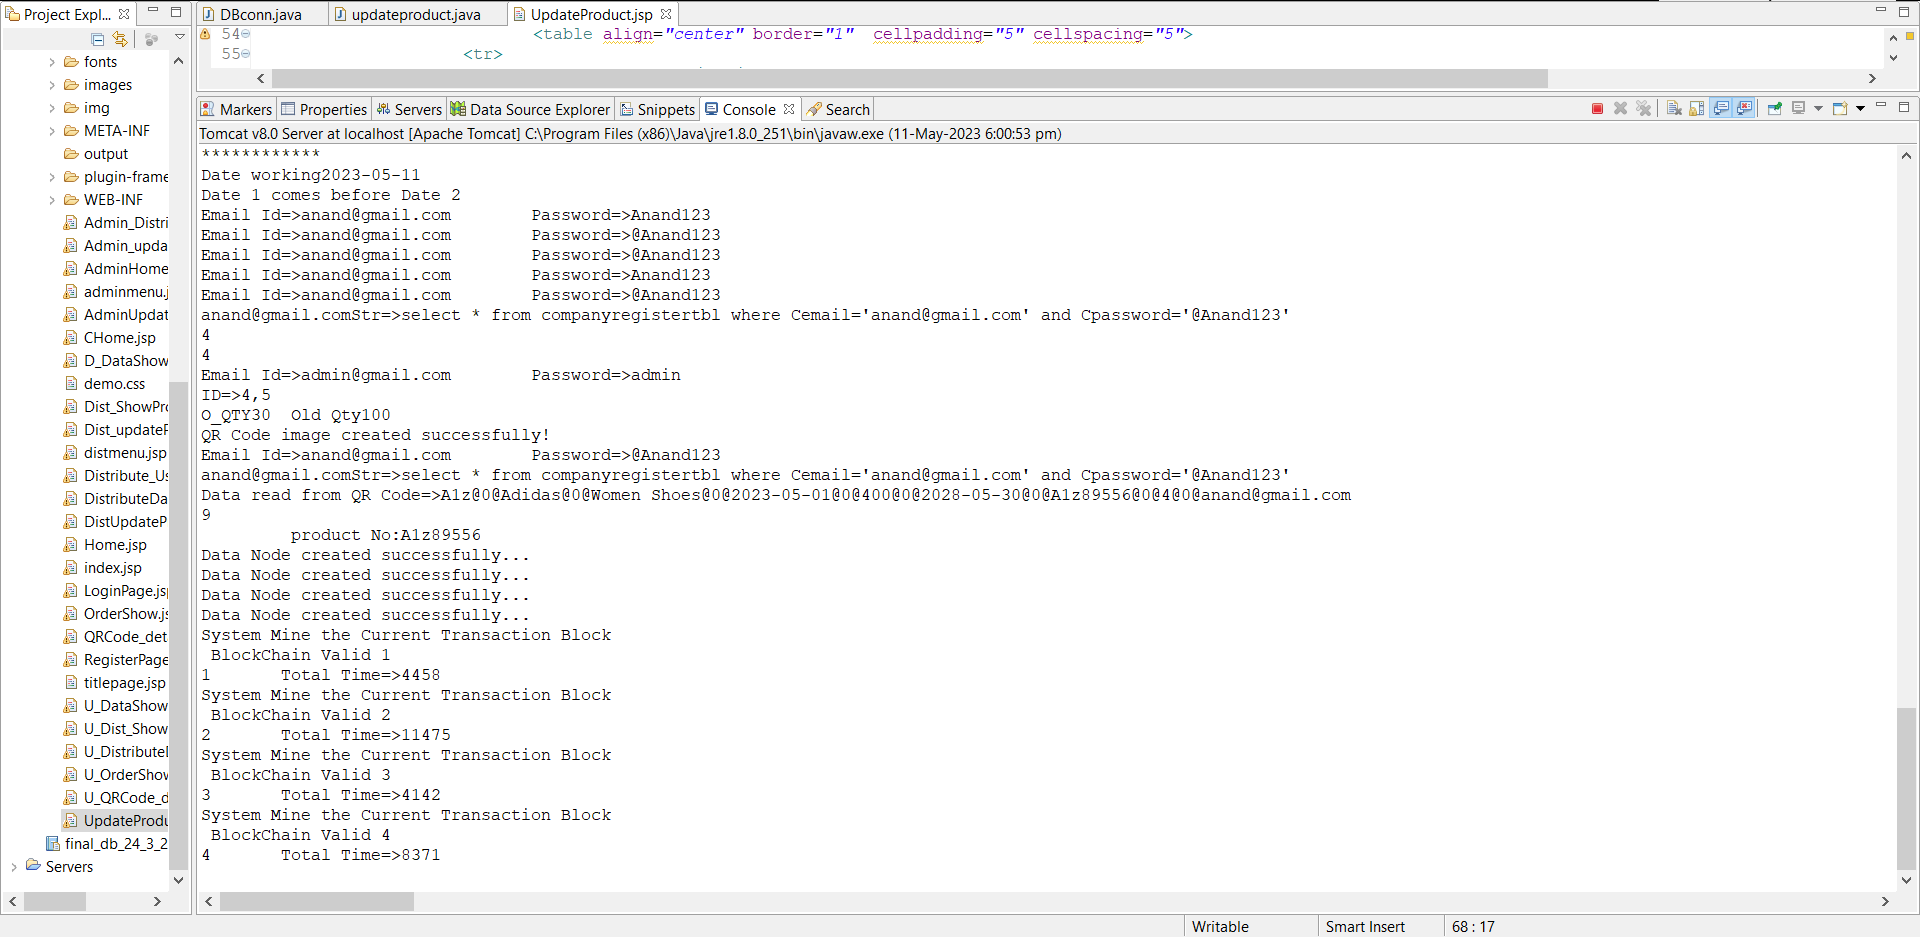 Project Expl...
fonts
images
img
META-INF
output
plugin-frame
WEB-INF
Admin_Distri
Admin_upda
AdminHome
adminmenu.j
AdminUpdat
CHome.jsp
D_DataShow
demo.css
Dist_ShowPro
Dist_updateP
distmenu.jsp
Distribute_Us
DistributeDa
DistUpdateP
Home.jsp
index.jsp
LoginPage.jsp
OrderShow.js
QRCode_det
RegisterPage
titlepage.jsp
U_DataShow
U_Dist_Show
U_Distribute
U_OrderShow
U_QRCode_d
UpdateProdu
final_db_24_3_2
Servers
DBconn.java updateproduct.java UpdateProduct.jsp
54 <table align="center" border="1"  cellpadding="5" cellspacing="5">
55 <tr>
Markers Properties Servers Data Source Explorer Snippets Console Search
Tomcat v8.0 Server at localhost [Apache Tomcat] C:\Program Files (x86)\Java\jre1.8.0_251\bin\javaw.exe (11-May-2023 6:00:53 pm)
************
Date working2023-05-11
Date 1 comes before Date 2
Email Id=>anand@gmail.com        Password=>Anand123
Email Id=>anand@gmail.com        Password=>@Anand123
Email Id=>anand@gmail.com        Password=>@Anand123
Email Id=>anand@gmail.com        Password=>Anand123
Email Id=>anand@gmail.com        Password=>@Anand123
anand@gmail.comStr=>select * from companyregistertbl where Cemail='anand@gmail.com' and Cpassword='@Anand123'
4
4
Email Id=>admin@gmail.com        Password=>admin
ID=>4,5
O_QTY30  Old Qty100
QR Code image created successfully!
Email Id=>anand@gmail.com        Password=>@Anand123
anand@gmail.comStr=>select * from companyregistertbl where Cemail='anand@gmail.com' and Cpassword='@Anand123'
Data read from QR Code=>A1z@0@Adidas@0@Women Shoes@0@2023-05-01@0@400@0@2028-05-30@0@A1z89556@0@4@0@anand@gmail.com
9
product No:A1z89556
Data Node created successfully...
Data Node created successfully...
Data Node created successfully...
Data Node created successfully...
System Mine the Current Transaction Block
BlockChain Valid 1
1       Total Time=>4458
System Mine the Current Transaction Block
BlockChain Valid 2
2       Total Time=>11475
System Mine the Current Transaction Block
BlockChain Valid 3
3       Total Time=>4142
System Mine the Current Transaction Block
BlockChain Valid 4
4       Total Time=>8371
Writable Smart Insert 68 : 17